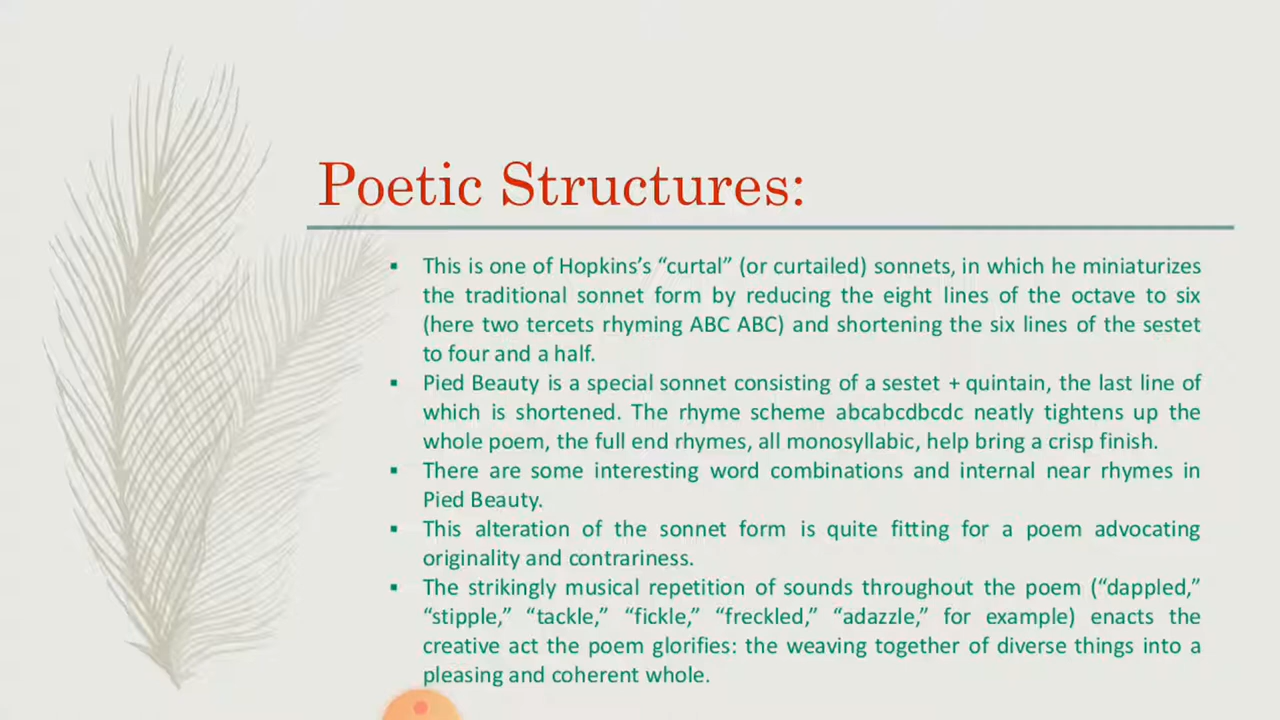 Poetic Structures:
▪ This is one of Hopkins’s “curtal” (or curtailed) sonnets, in which he miniaturizes
the traditional sonnet form by reducing the eight lines of the octave to six
(here two tercets rhyming ABC ABC) and shortening the six lines of the sestet
to four and a half.
▪ Pied Beauty is a special sonnet consisting of a sestet + quintain, the last line of
which is shortened. The rhyme scheme abcabcdbcdc neatly tightens up the
whole poem, the full end rhymes, all monosyllabic, help bring a crisp finish.
▪ There are some interesting word combinations and internal near rhymes in
Pied Beauty.
▪ This alteration of the sonnet form is quite fitting for a poem advocating
originality and contrariness.
▪ The strikingly musical repetition of sounds throughout the poem (“dappled,”
“stipple,” “tackle,” “fickle,” “freckled,” “adazzle,” for example) enacts the
creative act the poem glorifies: the weaving together of diverse things into a
pleasing and coherent whole.